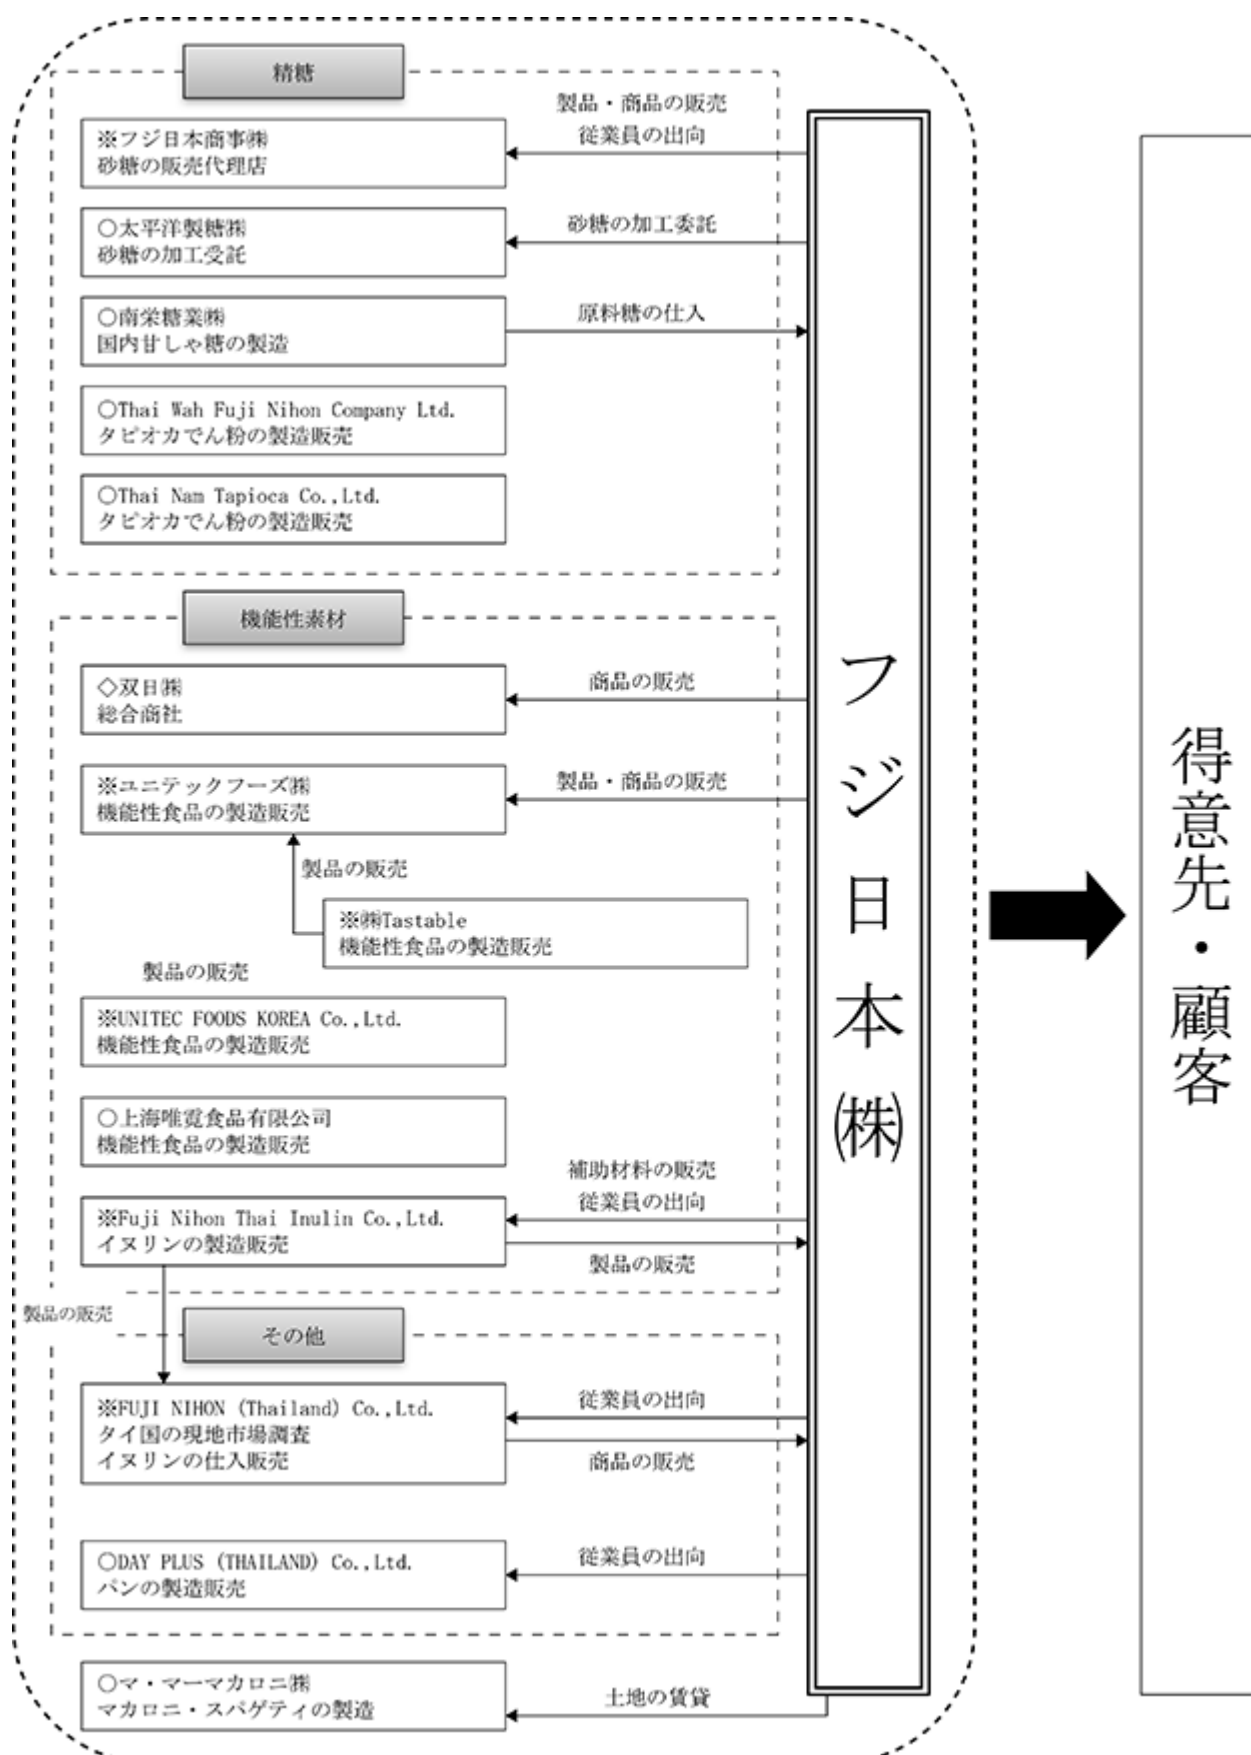 精糖
製品・商品の販売
従業員の出向
※フジ日本商事㈱
砂糖の販売代理店
○太平洋製糖㈱
砂糖の加工受託
砂糖の加工委託
○南栄糖業㈱
国内甘しゃ糖の製造
原料糖の仕入
○Thai Wah Fuji Nihon Company Ltd.
タピオカでん粉の製造販売
○Thai Nam Tapioca Co.,Ltd.
タピオカでん粉の製造販売
機能性素材
◇双日㈱
総合商社
商品の販売
※ユニテックフーズ㈱
機能性食品の製造販売
製品・商品の販売
製品の販売
※㈱Tastable
機能性食品の製造販売
製品の販売
※UNITEC FOODS KOREA Co.,Ltd.
機能性食品の製造販売
○上海唯霓食品有限公司
機能性食品の製造販売
補助材料の販売
従業員の出向
※Fuji Nihon Thai Inulin Co.,Ltd.
イヌリンの製造販売
製品の販売
製品の販売
その他
※FUJI NIHON (Thailand) Co.,Ltd.
タイ国の現地市場調査
イヌリンの仕入販売
従業員の出向
商品の販売
○DAY PLUS (THAILAND) Co.,Ltd.
パンの製造販売
従業員の出向
○マ・マーマカロニ㈱
マカロニ・スパゲティの製造
土地の賃貸
フジ日本㈱
得意先・顧客